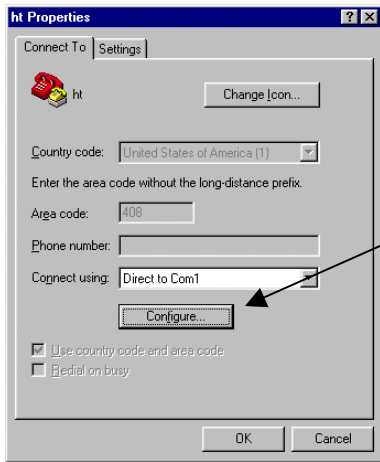 ht Properties
Connect To Settings
ht
Change Icon...
Country code: United States of America (1)
Enter the area code without the long-distance prefix.
Area code: 408
Phone number:
Connect using: Direct to Com1
Configure...
Use country code and area code
Redial on busy
OK Cancel